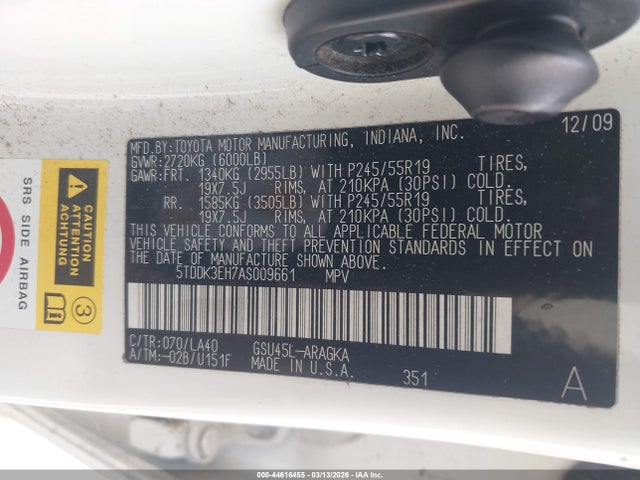 MFD.BY:TOYOTA MOTOR MANUFACTURING, INDIANA, INC. 12/09
GVWR:2720KG (6000LB)
GAWR:FRT. 1340KG (2955LB) WITH P245/55R19 TIRES,
19X7.5J RIMS, AT 210KPA (30PSI) COLD.
RR. 1585KG (3505LB) WITH P245/55R19 TIRES,
19X7.5J RIMS, AT 210KPA (30PSI) COLD.
THIS VEHICLE CONFORMS TO ALL APPLICABLE FEDERAL MOTOR
VEHICLE SAFETY AND THEFT PREVENTION STANDARDS IN EFFECT ON
THE DATE OF MANUFACTURE SHOWN ABOVE.
5TDDK3EH7AS009661 MPV
C/TR:070/LA40 GSU45L-ARAGKA
A/TM:-02B/U151F MADE IN U.S.A.
351 A
SRS SIDE AIRBAG
CAUTION
ATTENTION
ACHTUNG
3
000-44616455 - 03/13/2026 - IAA, Inc.